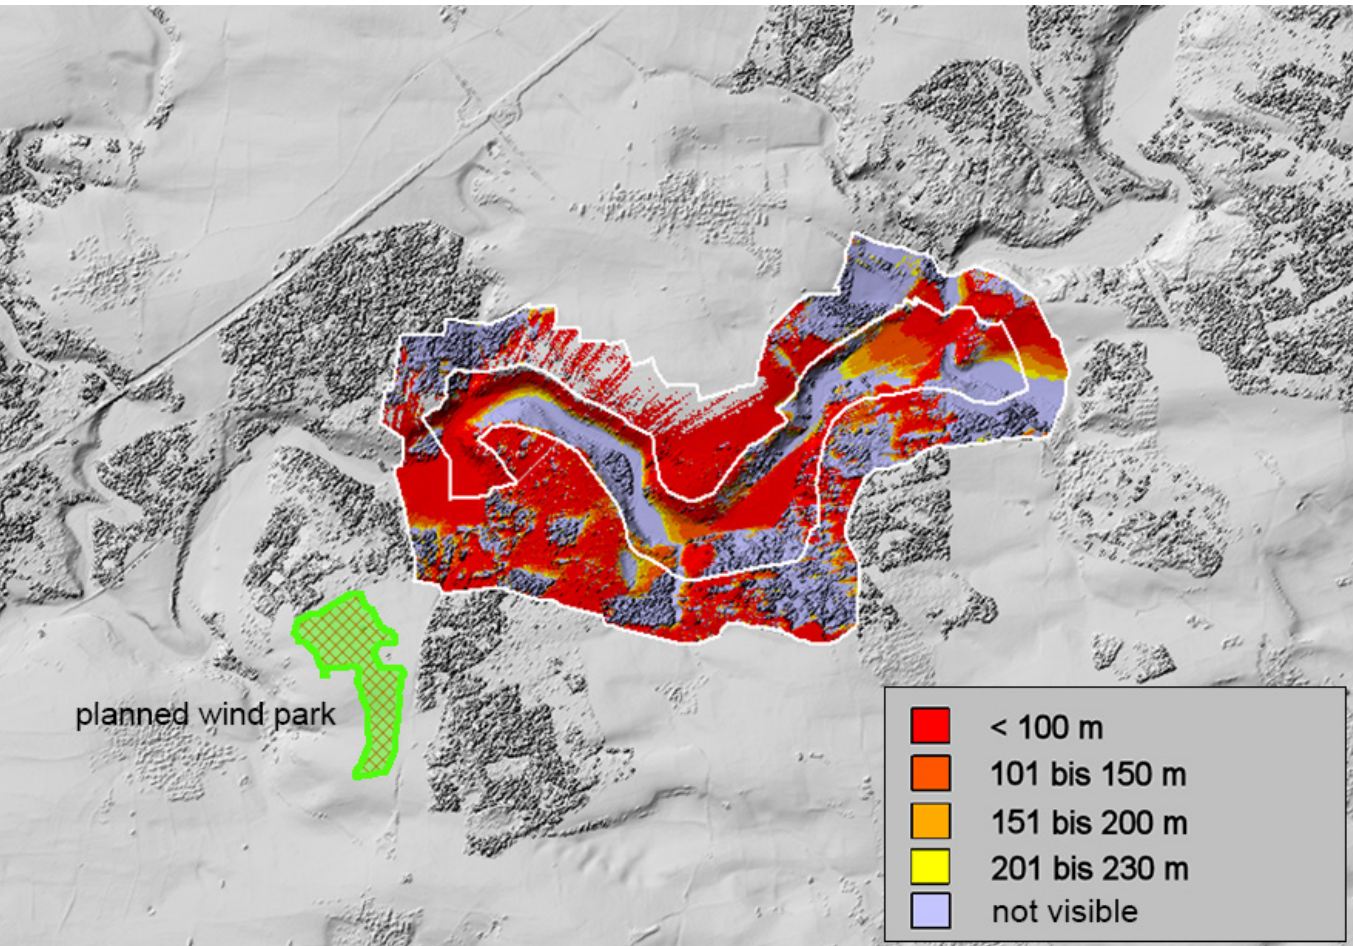 planned wind park
< 100 m
101 bis 150 m
151 bis 200 m
201 bis 230 m
not visible